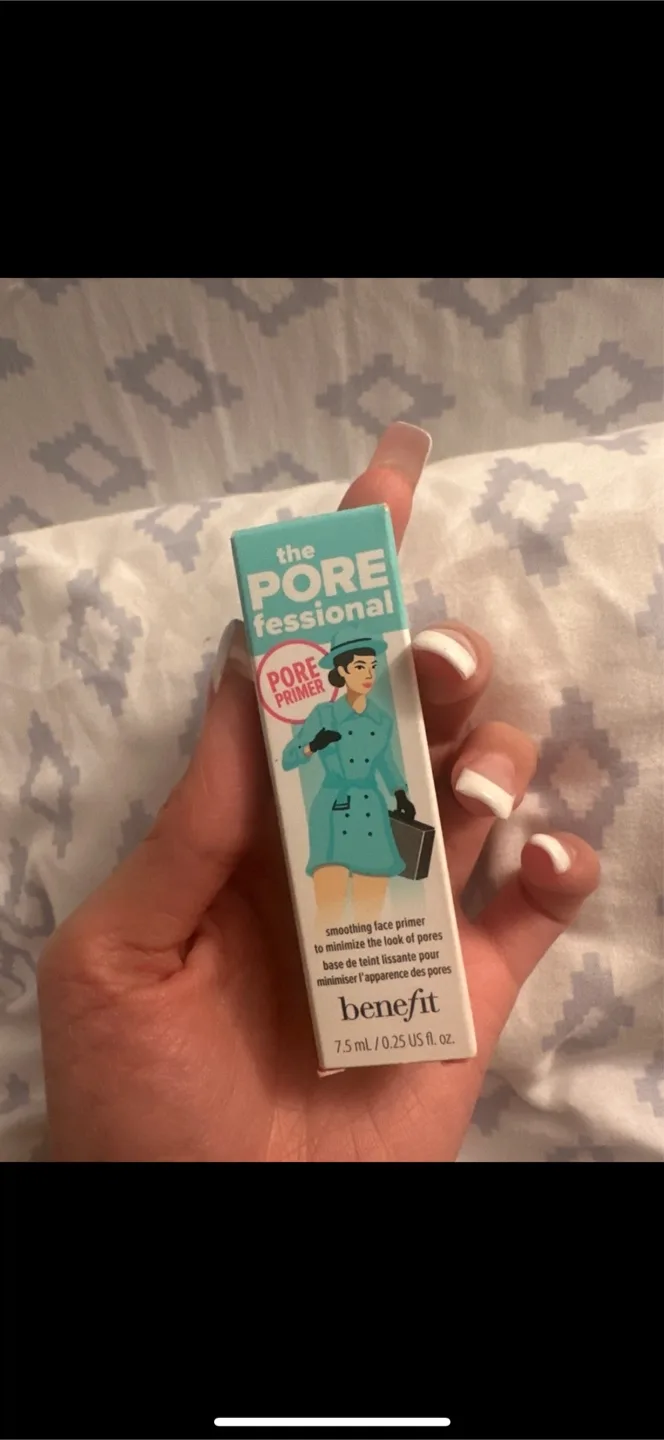 the
PORE
fessional
PORE
PRIMER
smoothing face primer
to minimize the look of pores
base de teint lissante pour
minimiser l'apparence des pores
benefit
7.5 mL / 0.25 US fl. oz.